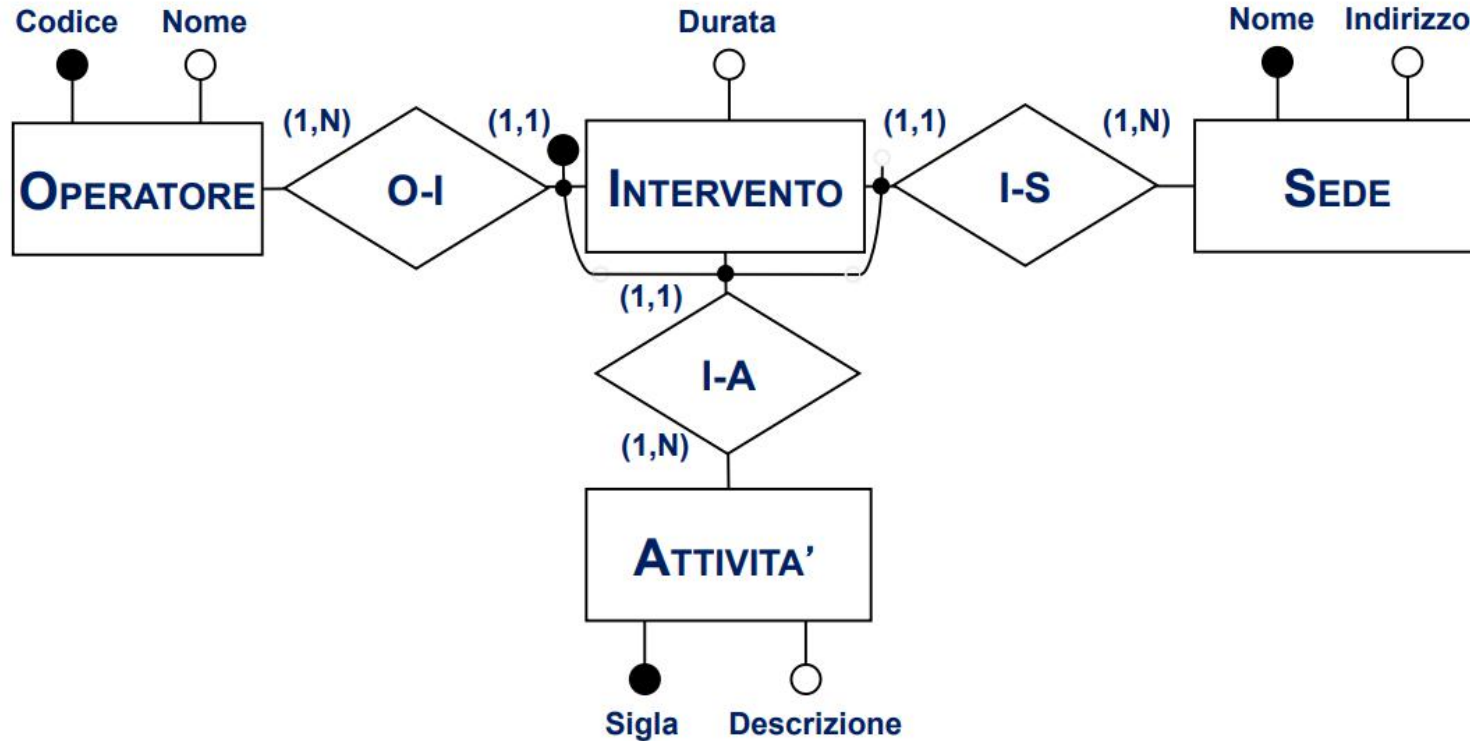 Codice Nome Durata Nome Indirizzo
(1,N) (1,1) (1,1) (1,N)
OPERATORE O-I INTERVENTO I-S SEDE
(1,1)
I-A
(1,N)
ATTIVITA’
Sigla Descrizione